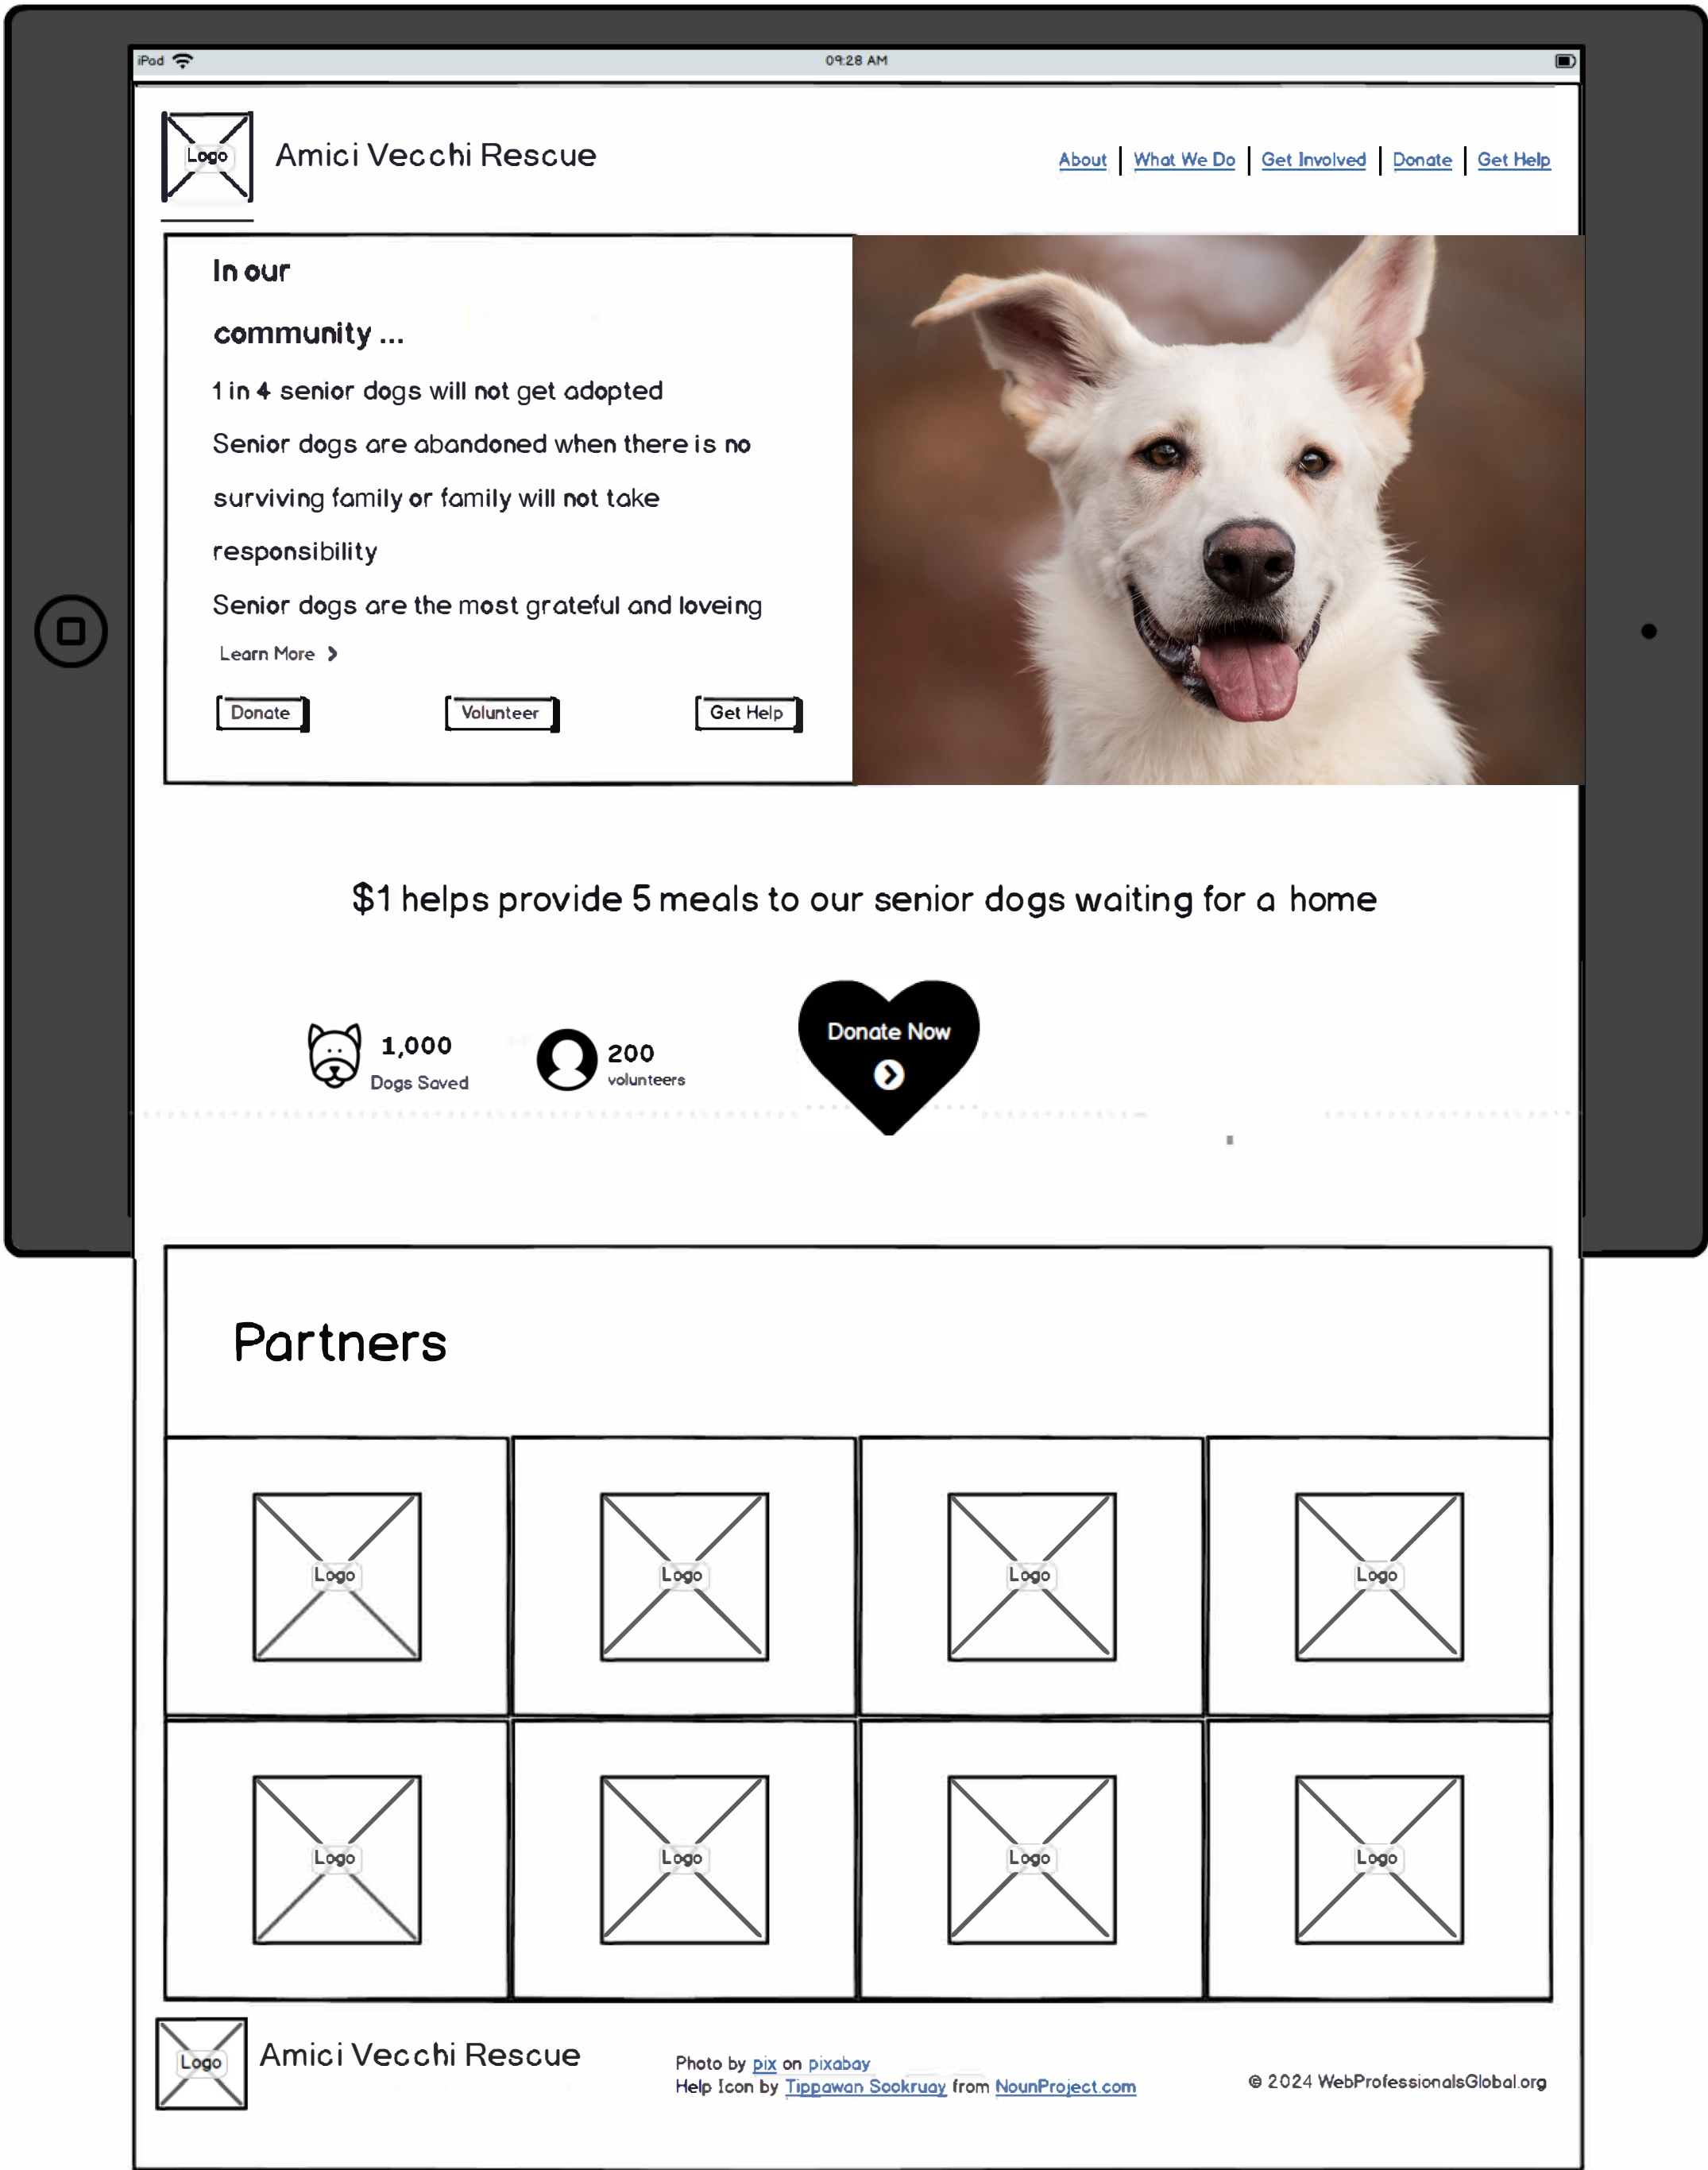 iPad
09:28 AM
Logo
Amici Vecchi Rescue
About | What We Do | Get Involved | Donate | Get Help
In our
community ...
1 in 4 senior dogs will not get adopted
Senior dogs are abandoned when there is no
surviving family or family will not take
responsibility
Senior dogs are the most grateful and loveing
Learn More
Donate
Volunteer
Get Help
$1 helps provide 5 meals to our senior dogs waiting for a home
1,000
Dogs Saved
200
volunteers
Donate Now
Partners
Logo
Logo
Logo
Logo
Logo
Logo
Logo
Logo
Logo
Amici Vecchi Rescue
Photo by pix on pixabay
Help Icon by Tippawan Sookruay from NounProject.com
© 2024 WebProfessionalsGlobal.org